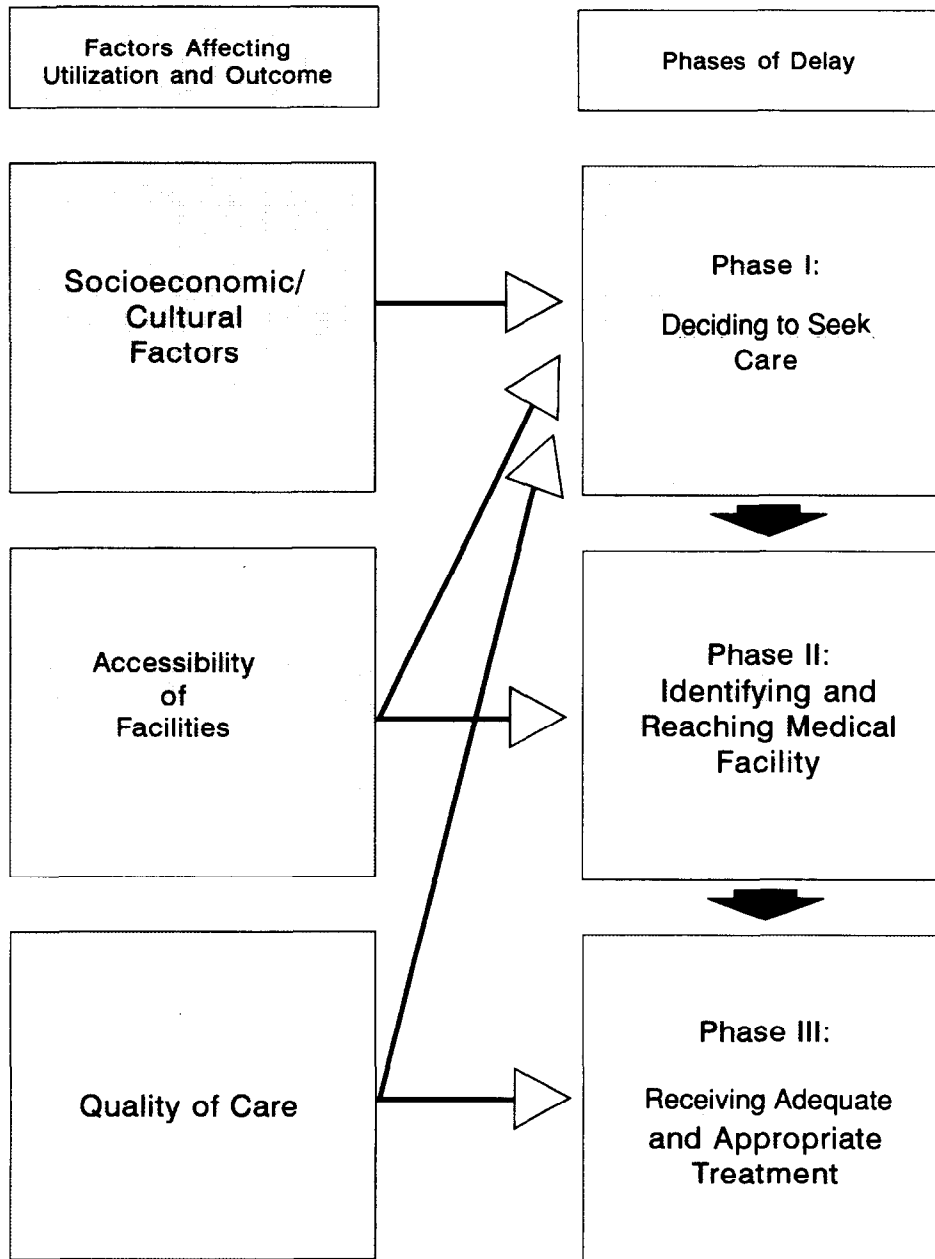 Factors Affecting
Utilization and Outcome
Phases of Delay
Socioeconomic/
Cultural
Factors
Phase I:
Deciding to Seek
Care
Accessibility
of
Facilities
Phase II:
Identifying and
Reaching Medical
Facility
Quality of Care
Phase III:
Receiving Adequate
and Appropriate
Treatment